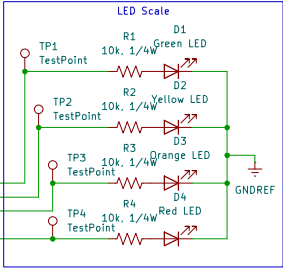 LED Scale
TP1
TestPoint
R1
10k, 1/4W
D1
Green LED
TP2
TestPoint
R2
10k, 1/4W
D2
Yellow LED
TP3
TestPoint
R3
10k, 1/4W
D3
Orange LED
TP4
TestPoint
R4
10k, 1/4W
D4
Red LED
GNDREF